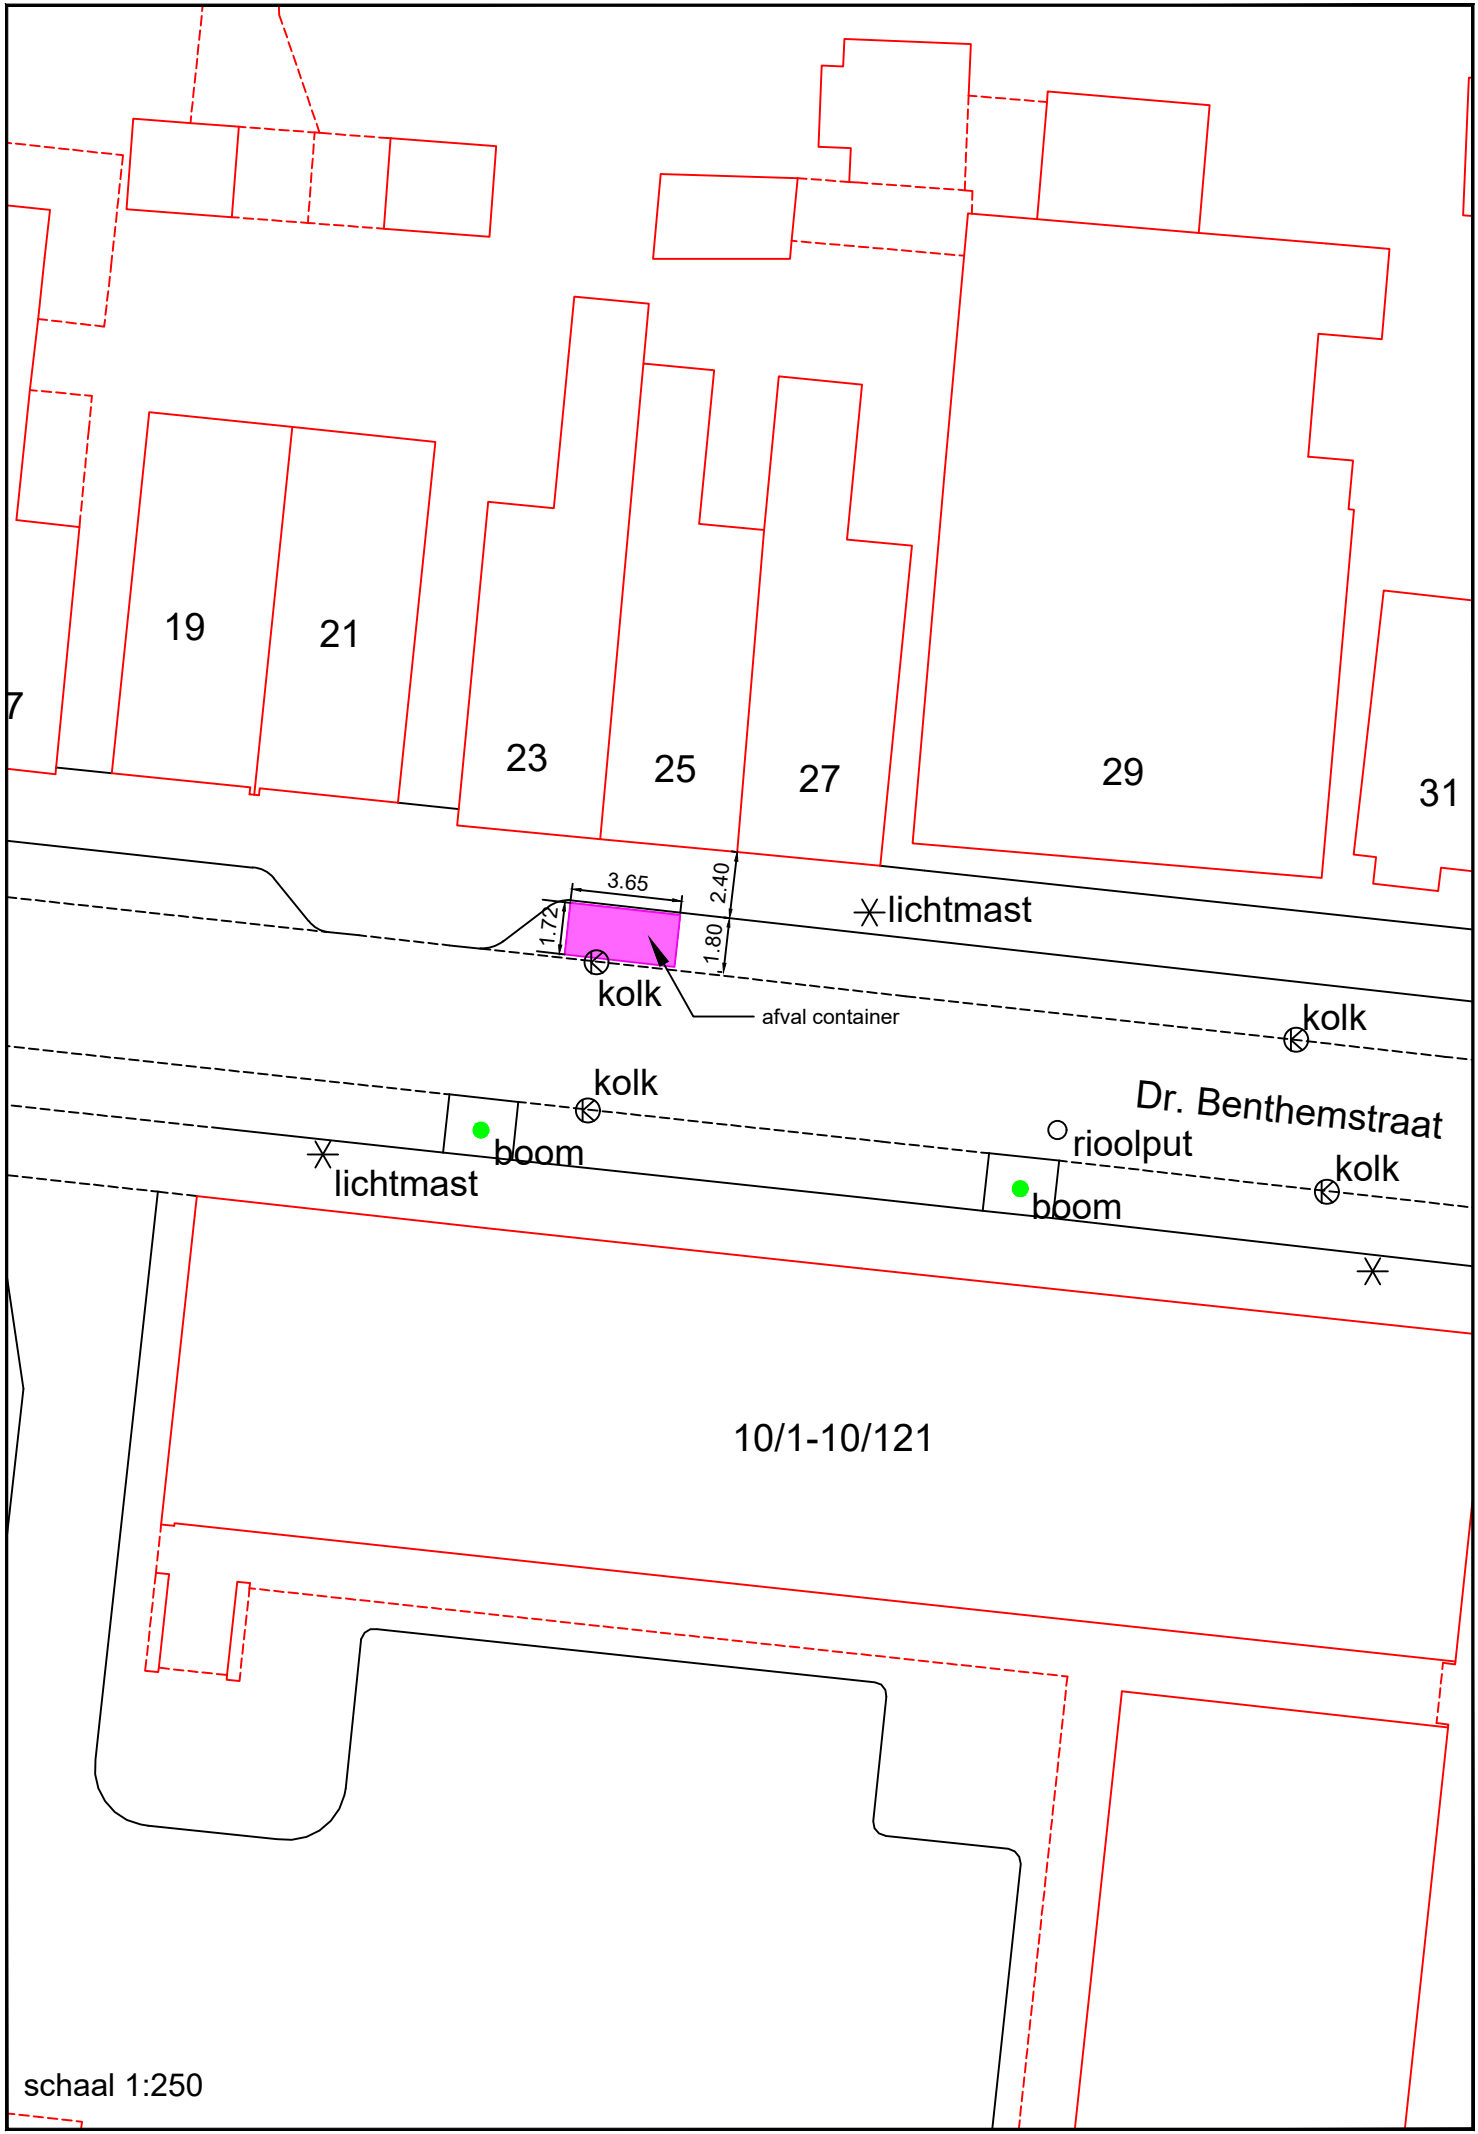 19
21
7
23
25
27
29
31
3.65
2.40
1.72
1.80
lichtmast
kolk
afval container
kolk
kolk
Dr. Benthemstraat
boom
rioolput
lichtmast
kolk
boom
10/1-10/121
schaal 1:250